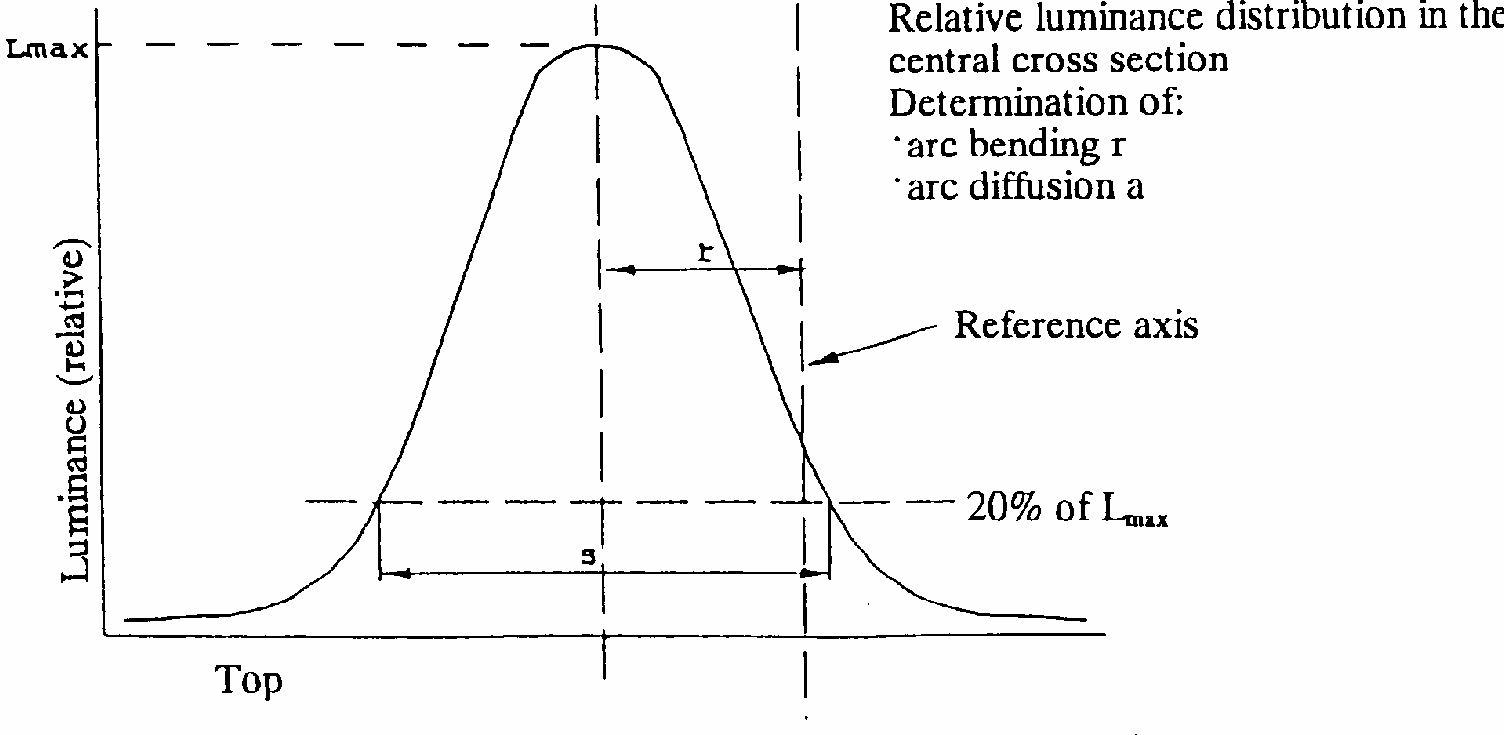 Relative luminance distribution in the
central cross section
Determination of:
·arc bending r
·arc diffusion a
Lmax
r
Reference axis
Luminance (relative)
20% of Lmax
s
Top